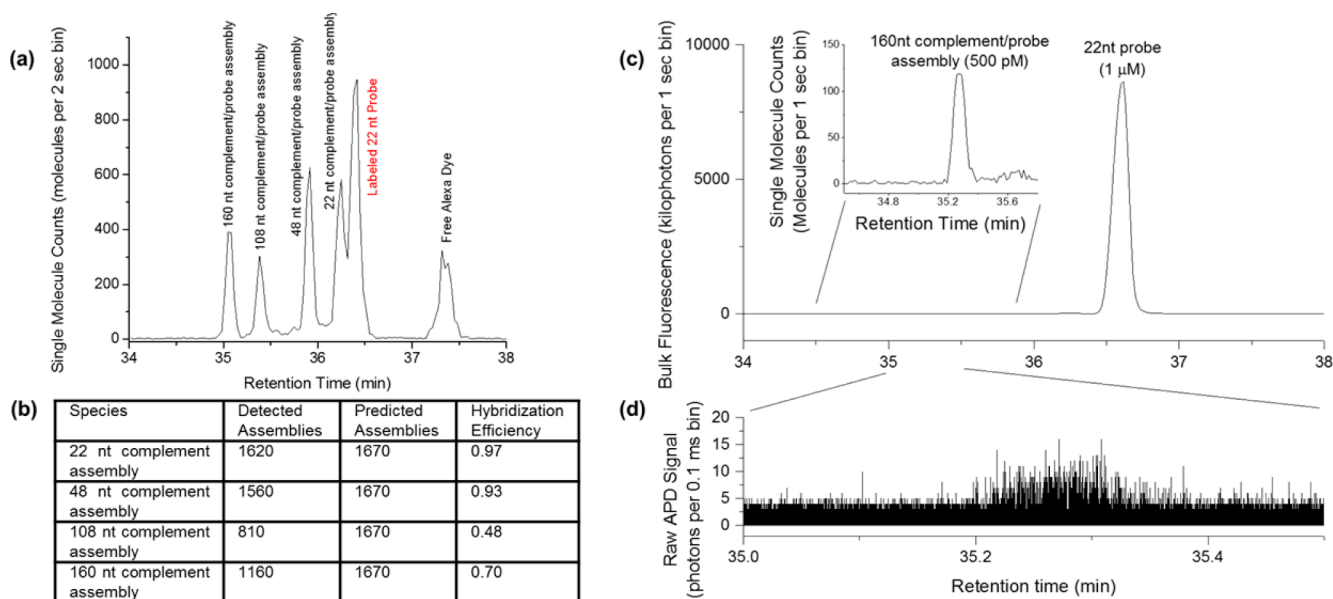 (a)
Single Molecule Counts (molecules per 2 sec bin)
1000
800
600
400
200
0
160 nt complement/probe assembly
108 nt complement/probe assembly
48 nt complement/probe assembly
22 nt complement/probe assembly
Labeled 22 nt Probe
Free Alexa Dye
34 35 36 37 38
Retention Time (min)
(b)
Species Detected Assemblies Predicted Assemblies Hybridization Efficiency
22 nt complement assembly 1620 1670 0.97
48 nt complement assembly 1560 1670 0.93
108 nt complement assembly 810 1670 0.48
160 nt complement assembly 1160 1670 0.70
(c)
Bulk Fluorescence (kilophotons per 1 sec bin)
10000
5000
0
Single Molecule Counts
(Molecules per 1 sec bin)
150
100
50
0
160nt complement/probe
assembly (500 pM)
34.8 35.2 35.6
Retention Time (min)
22nt probe
(1 μM)
34 35 36 37 38
Retention Time (min)
(d)
Raw APD Signal
(photons per 0.1 ms bin)
20
15
10
5
0
35.0 35.2 35.4
Retention time (min)